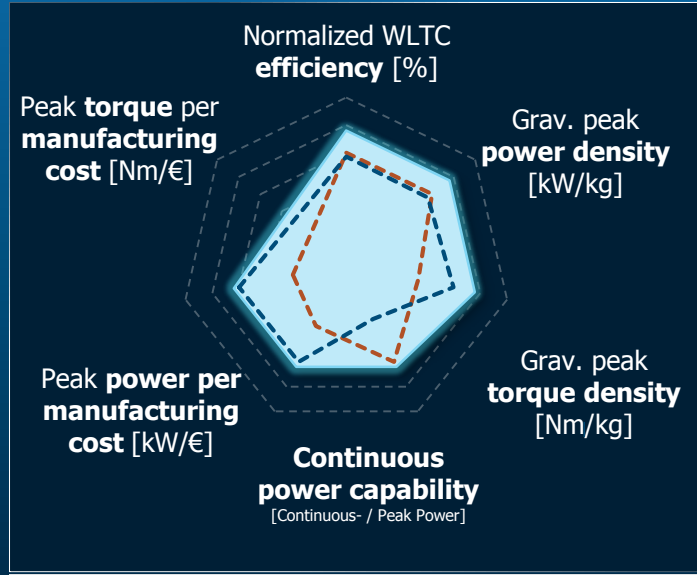 Normalized WLTC
efficiency [%]
Peak torque per
manufacturing
cost [Nm/€]
Grav. peak
power density
[kW/kg]
Grav. peak
torque density
[Nm/kg]
Peak power per
manufacturing
cost [kW/€]
Continuous
power capability
[Continuous- / Peak Power]